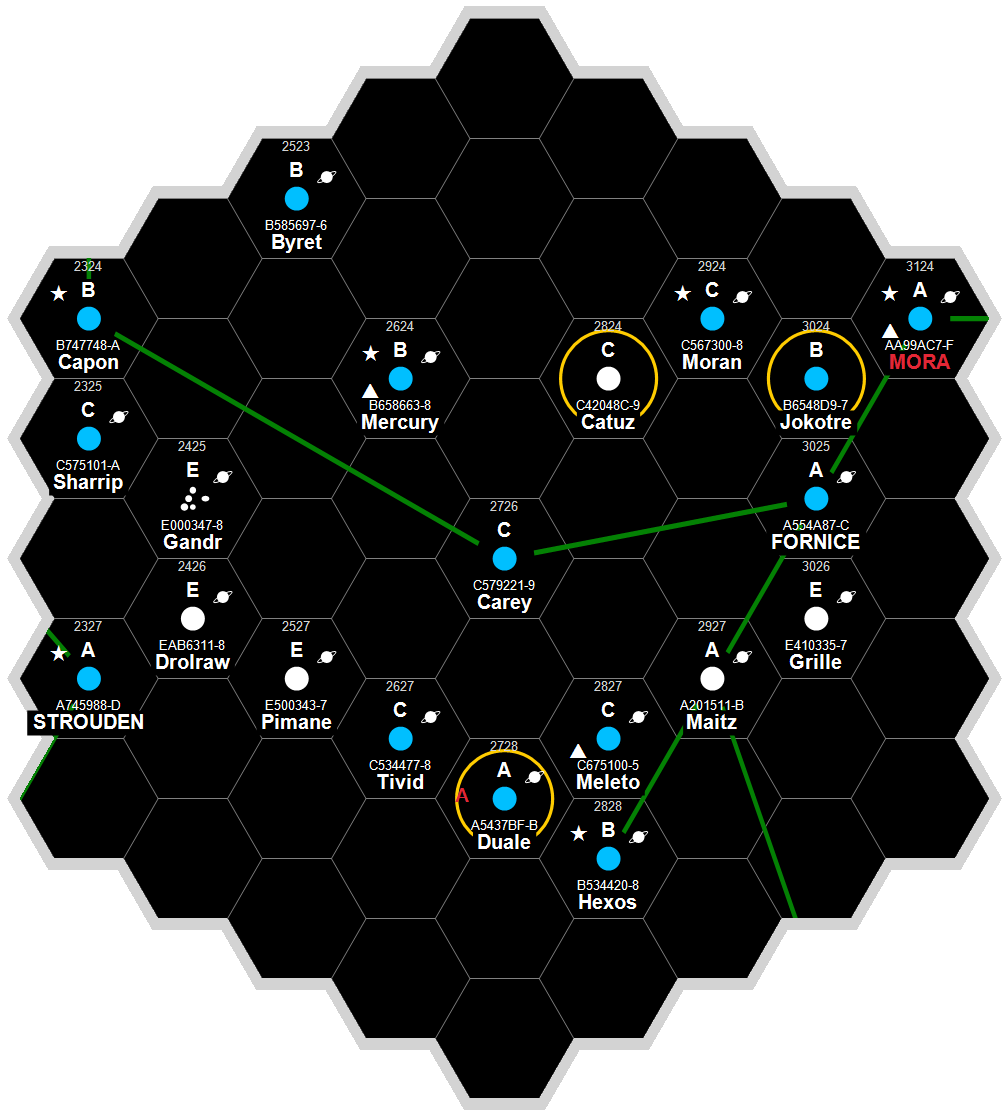 2523
B
B585697-6
Byret
2324
B
B747748-A
Capon
2624
B
B658663-8
Mercury
2824
C
C42048C-9
Catuz
2924
C
C567300-8
Moran
3024
B
B6548D9-7
Jokotre
3124
A
AA99AC7-F
MORA
2325
C
C575101-A
Sharrip
2425
E
E000347-8
Gandr
3025
A
A554A87-C
FORNICE
2726
C
C579221-9
Carey
2426
E
EAB6311-8
Drolraw
3026
E
E410335-7
Grille
2327
A
A745988-D
STROUDEN
2527
E
E500343-7
Pimane
2927
A
A201511-B
Maitz
2627
C
C534477-8
Tivid
2827
C
C675100-5
Meleto
2728
A
A
A5437BF-B
Duale
2828
B
B534420-8
Hexos